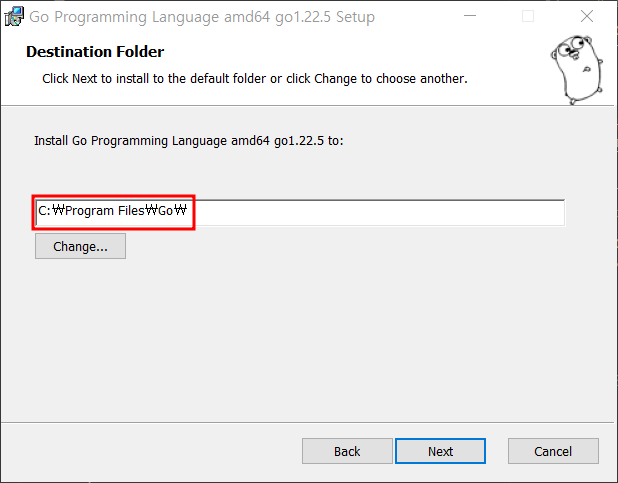 Go Programming Language amd64 go1.22.5 Setup
Destination Folder
Click Next to install to the default folder or click Change to choose another.
Install Go Programming Language amd64 go1.22.5 to:
C:₩Program Files₩Go₩
Change...
Back Next Cancel